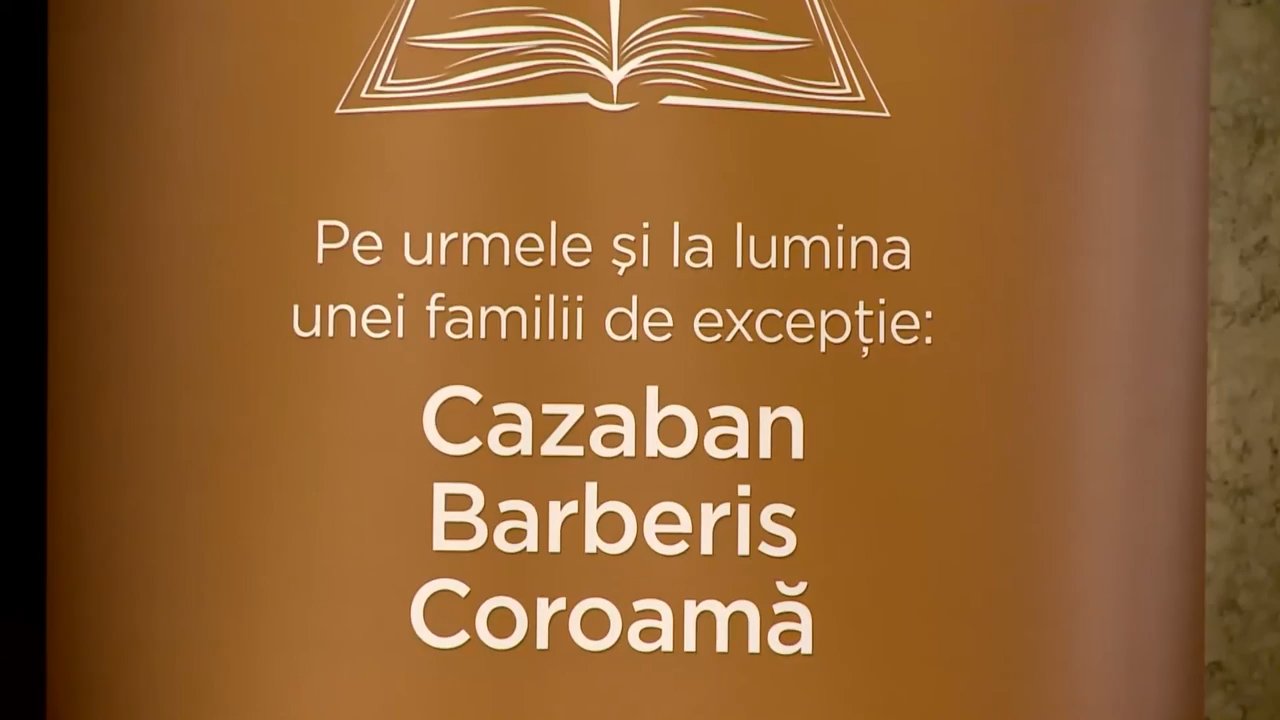 Pe urmele și la lumina
unei familii de excepție:
Cazaban
Barberis
Coroamă